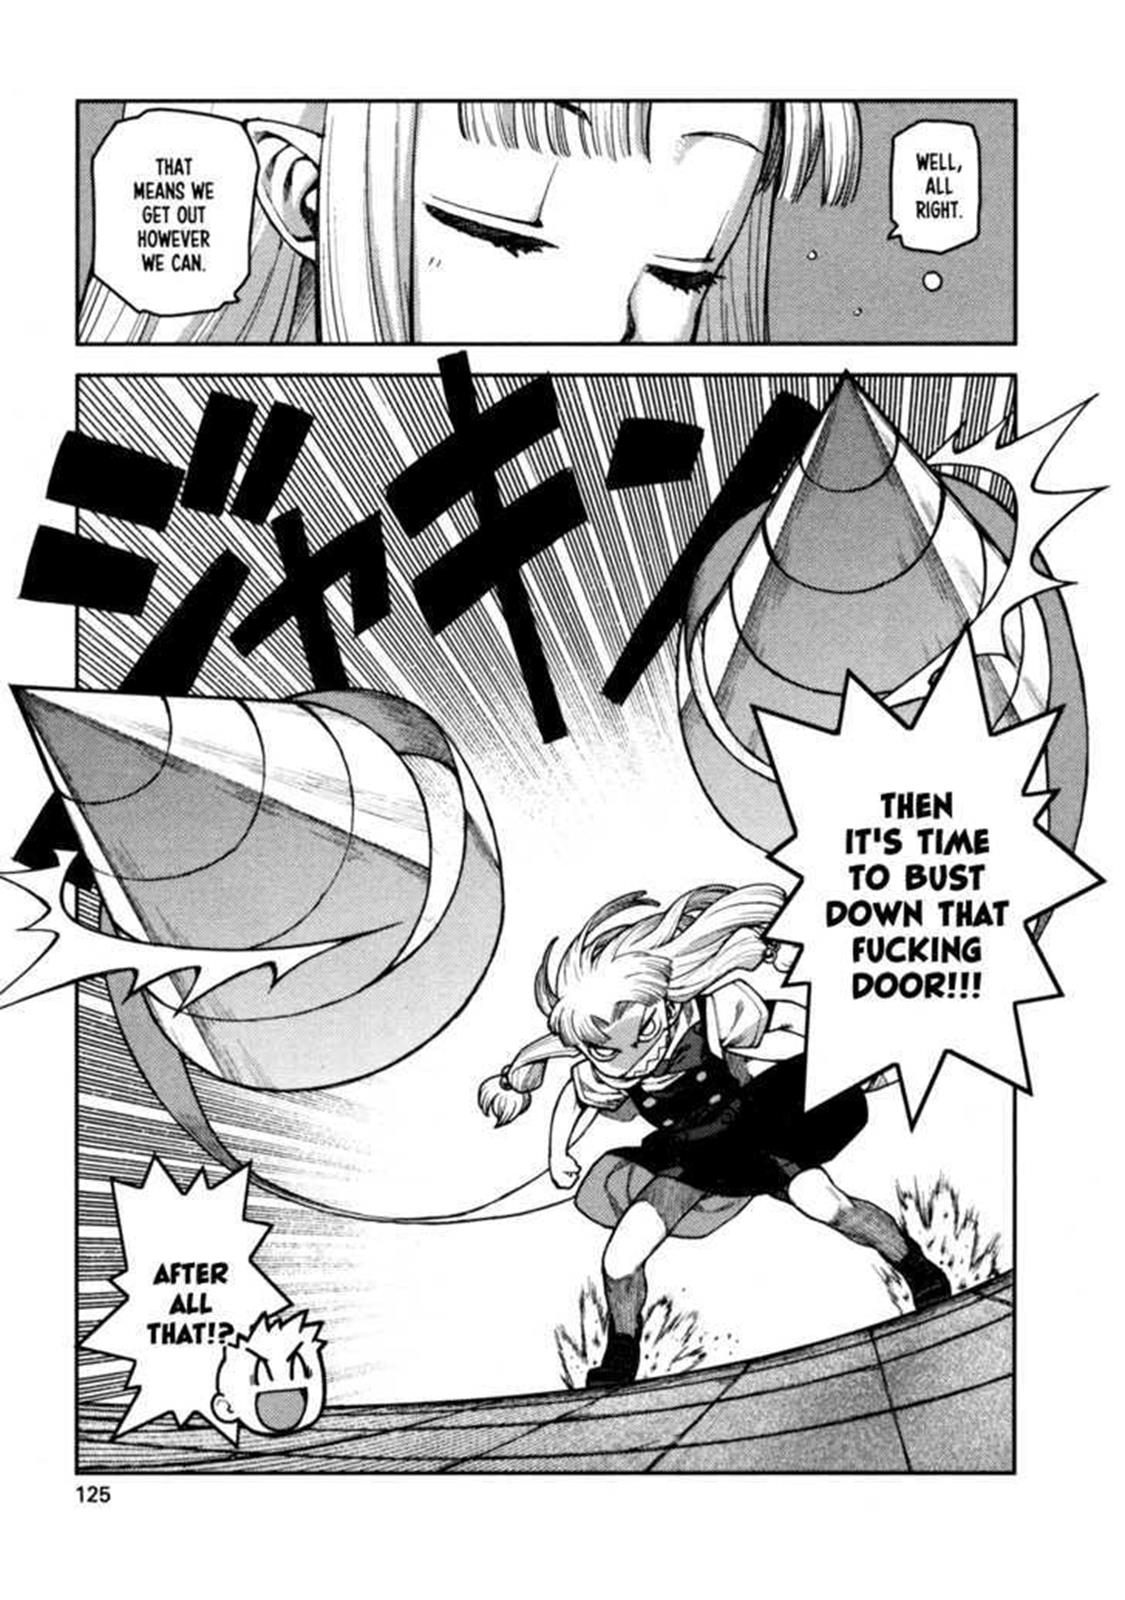 WELL,
ALL
RIGHT.
THAT
MEANS WE
GET OUT
HOWEVER
WE CAN.
ジャキン
THEN
IT'S TIME
TO BUST
DOWN THAT
FUCKING
DOOR!!!
AFTER
ALL
THAT!?
125